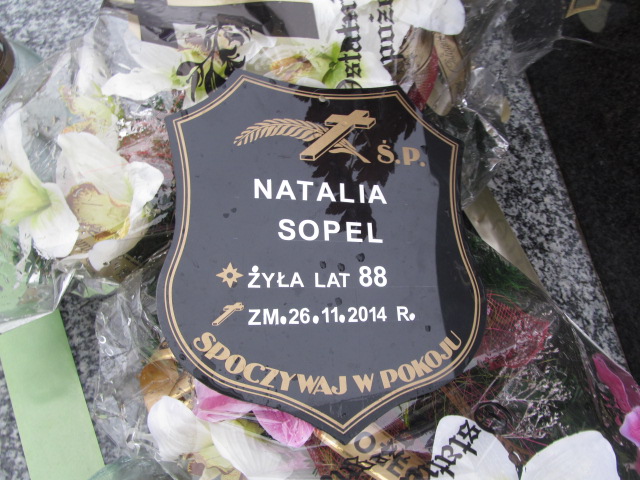 Ś.P.
NATALIA
SOPEL
ŻYŁA LAT 88
ZM. 26.11.2014 R.
SPOCZYWAJ W POKOJU